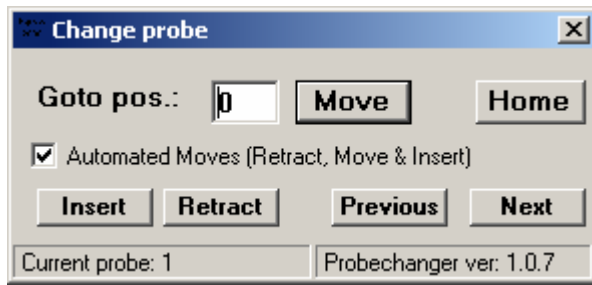 Change probe
Goto pos.: 0 Move Home
Automated Moves (Retract, Move & Insert)
Insert Retract Previous Next
Current probe: 1 Probechanger ver: 1.0.7